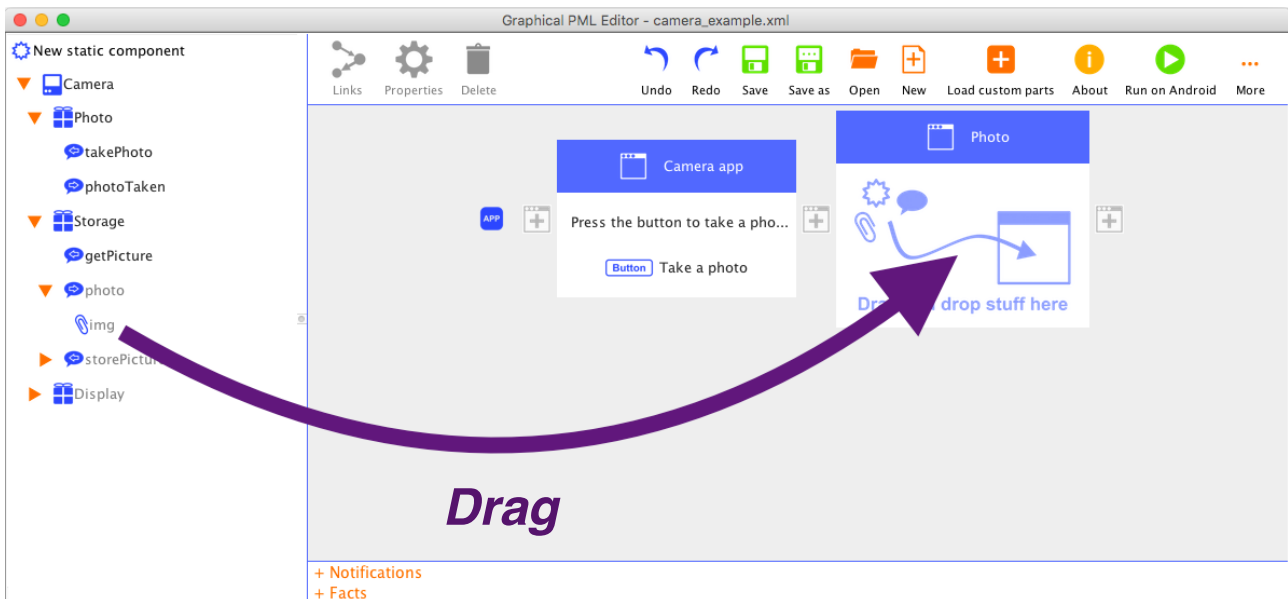 Graphical PML Editor - camera_example.xml
New static component
Camera
Photo
takePhoto
photoTaken
Storage
getPicture
photo
img
storePictur
Display
Links Properties Delete Undo Redo Save Save as Open New Load custom parts About Run on Android More
APP
Camera app
Press the button to take a pho...
Button Take a photo
Photo
drop stuff here
Drag
+ Notifications
+ Facts